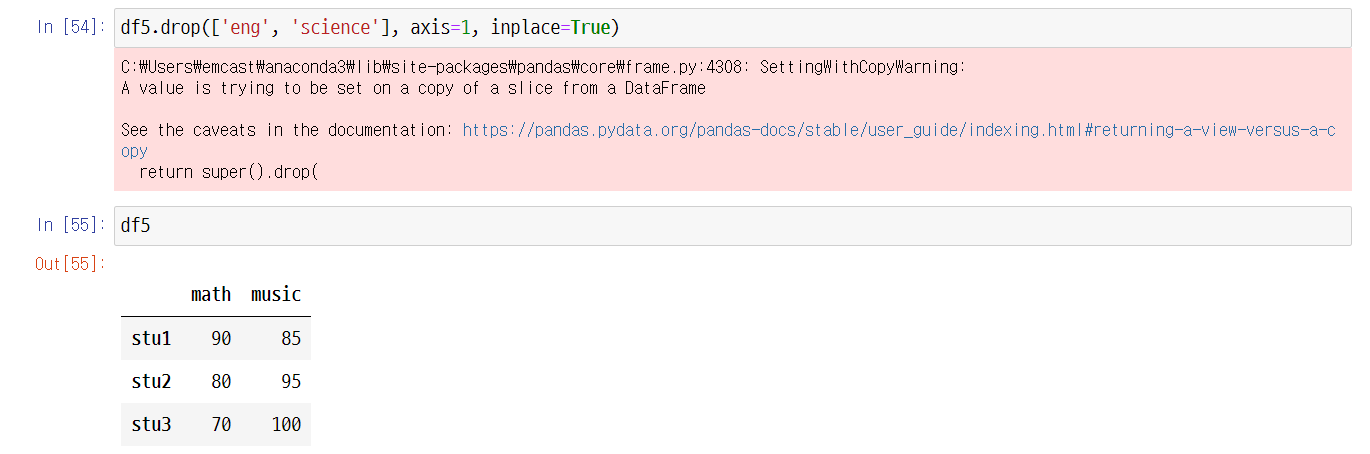 In [54]: df5.drop(['eng', 'science'], axis=1, inplace=True)
C:₩Users₩emcast₩anaconda3₩lib₩site-packages₩pandas₩core₩frame.py:4308: SettingWithCopyWarning:
A value is trying to be set on a copy of a slice from a DataFrame
See the caveats in the documentation: https://pandas.pydata.org/pandas-docs/stable/user_guide/indexing.html#returning-a-view-versus-a-c
opy
return super().drop(
In [55]: df5
Out[55]:
math music
stu1 90 85
stu2 80 95
stu3 70 100